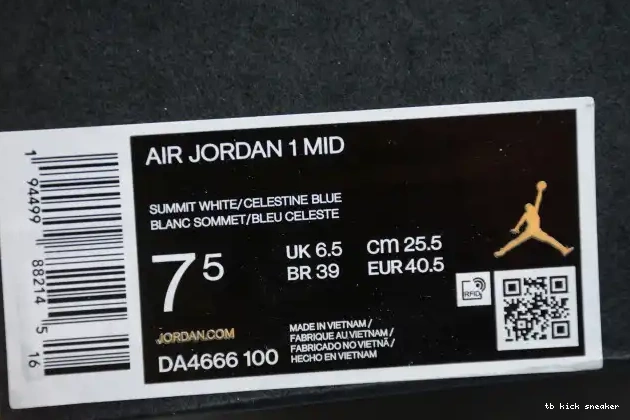 AIR JORDAN 1 MID
SUMMIT WHITE/CELESTINE BLUE
BLANC SOMMET/BLEU CELESTE
7 5
UK 6.5 cm 25.5
BR 39 EUR 40.5
RFID
JORDAN.COM
DA4666 100
MADE IN VIETNAM /
FABRIQUE AU VIETNAM /
FABRICADO NO VIETNÃ /
HECHO EN VIETNAM
1 94499 88214 5 16
tb kick sneaker